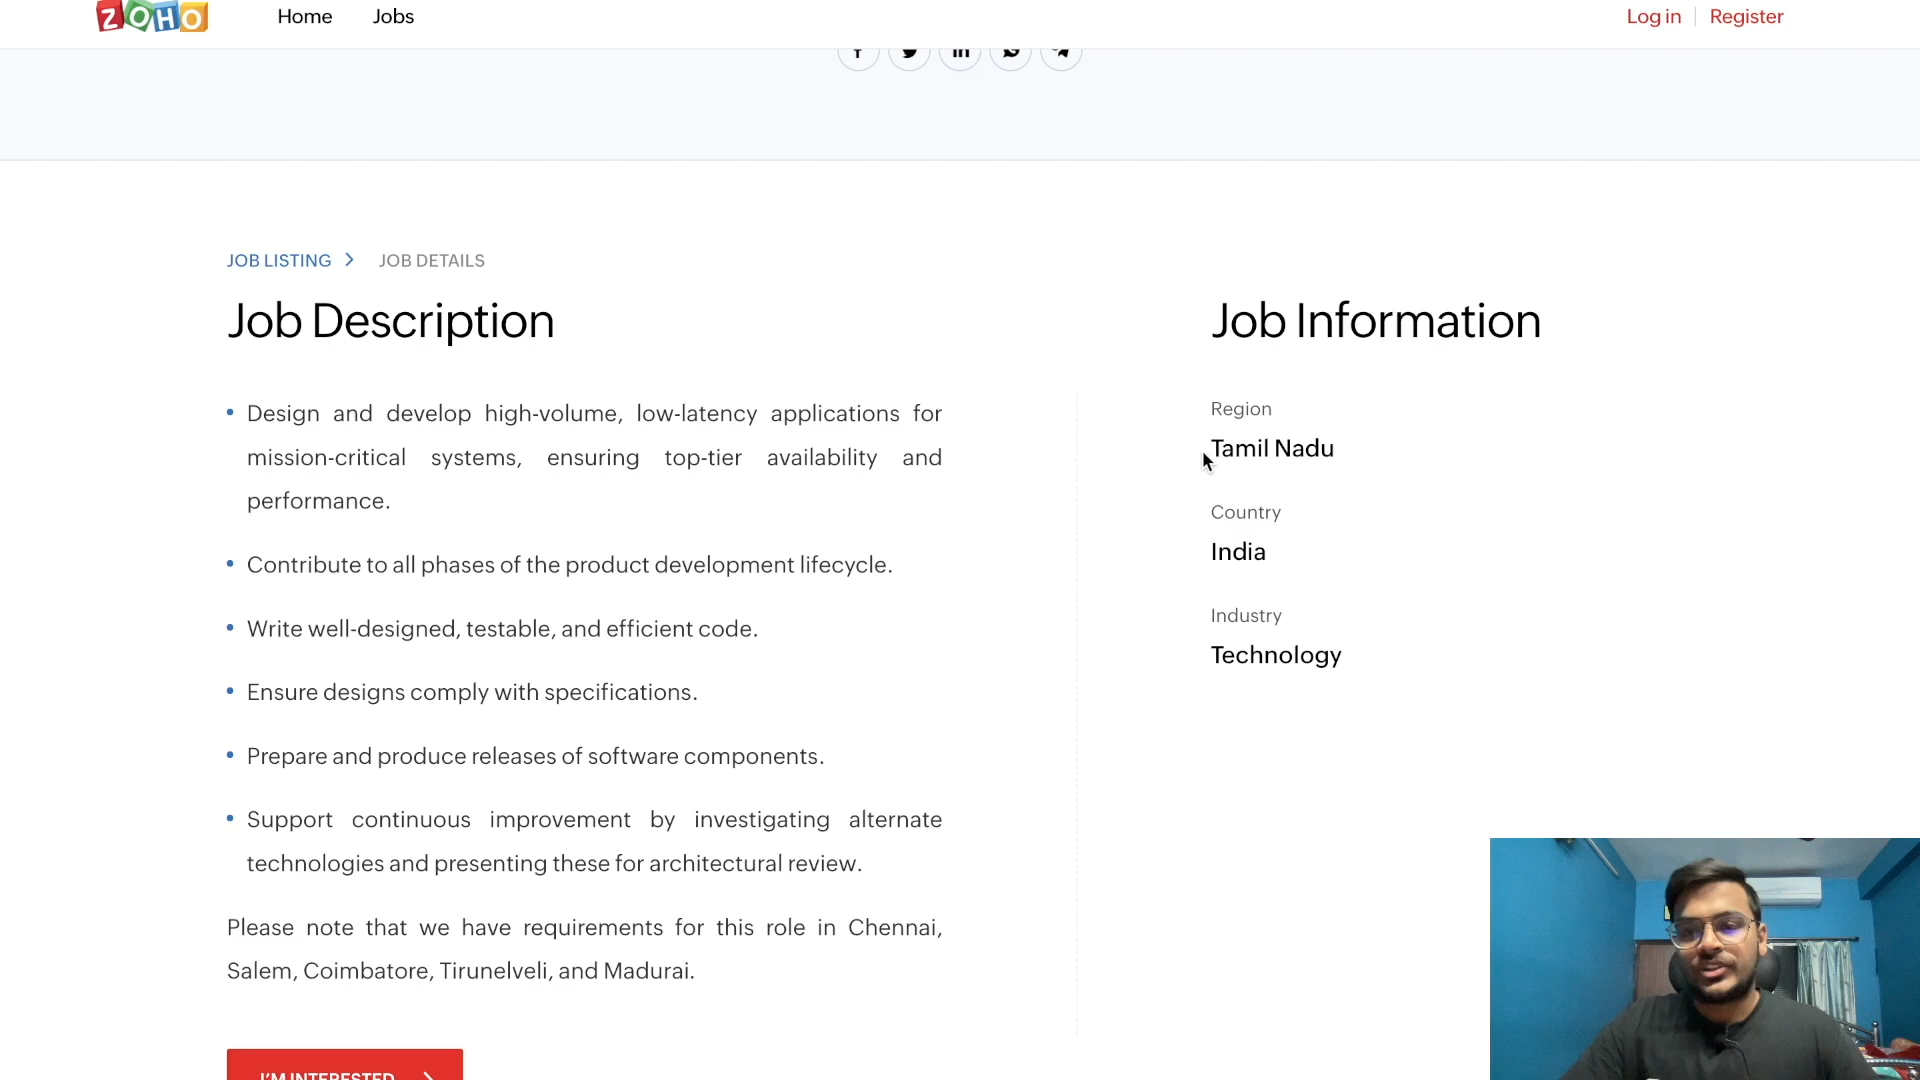 ZOHO Home Jobs Log in Register
JOB LISTING JOB DETAILS
Job Description
Design and develop high-volume, low-latency applications for
mission-critical systems, ensuring top-tier availability and
performance.
Contribute to all phases of the product development lifecycle.
Write well-designed, testable, and efficient code.
Ensure designs comply with specifications.
Prepare and produce releases of software components.
Support continuous improvement by investigating alternate
technologies and presenting these for architectural review.
Please note that we have requirements for this role in Chennai,
Salem, Coimbatore, Tirunelveli, and Madurai.
I'M INTERESTED
Job Information
Region
Tamil Nadu
Country
India
Industry
Technology